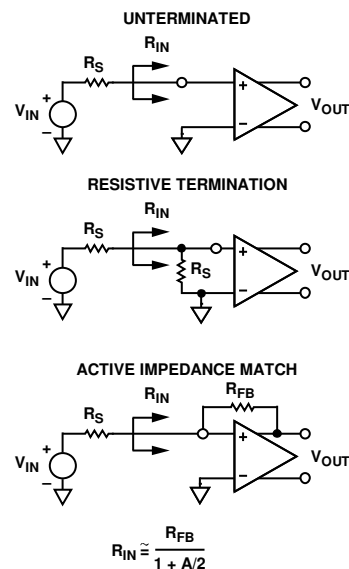 UNTERMINATED
R_IN
R_S
+
V_IN
–
+
–
V_OUT
RESISTIVE TERMINATION
R_IN
R_S
+
V_IN
–
R_S
+
–
V_OUT
ACTIVE IMPEDANCE MATCH
R_FB
R_IN
R_S
+
V_IN
–
+
–
V_OUT
R_IN ≅ R_FB / 1 + A/2